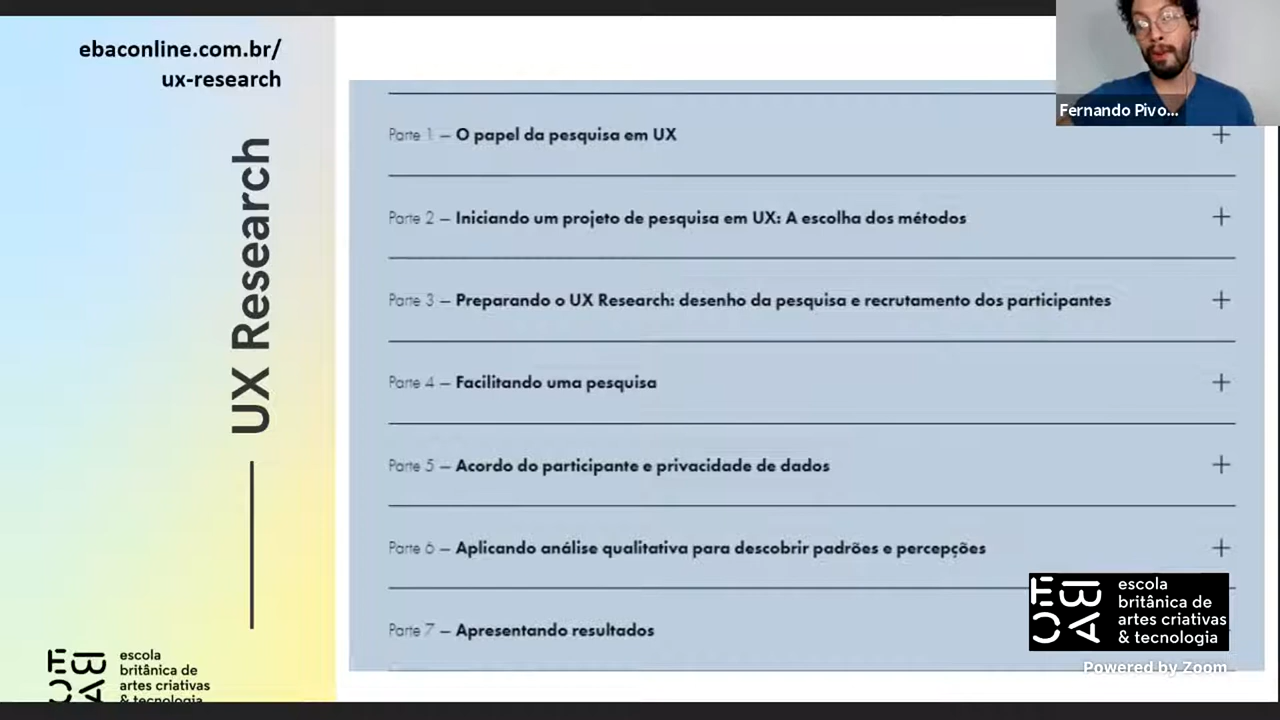 ebaconline.com.br/
ux-research
UX Research
Parte 1 – O papel da pesquisa em UX
Parte 2 – Iniciando um projeto de pesquisa em UX: A escolha dos métodos
Parte 3 – Preparando o UX Research: desenho da pesquisa e recrutamento dos participantes
Parte 4 – Facilitando uma pesquisa
Parte 5 – Acordo do participante e privacidade de dados
Parte 6 – Aplicando análise qualitativa para descobrir padrões e percepções
Parte 7 – Apresentando resultados
Fernando Pivo...
EBAC
escola
britânica de
artes criativas
& tecnologia
Powered by Zoom
EBAC
escola
britânica de
artes criativas
& tecnologia